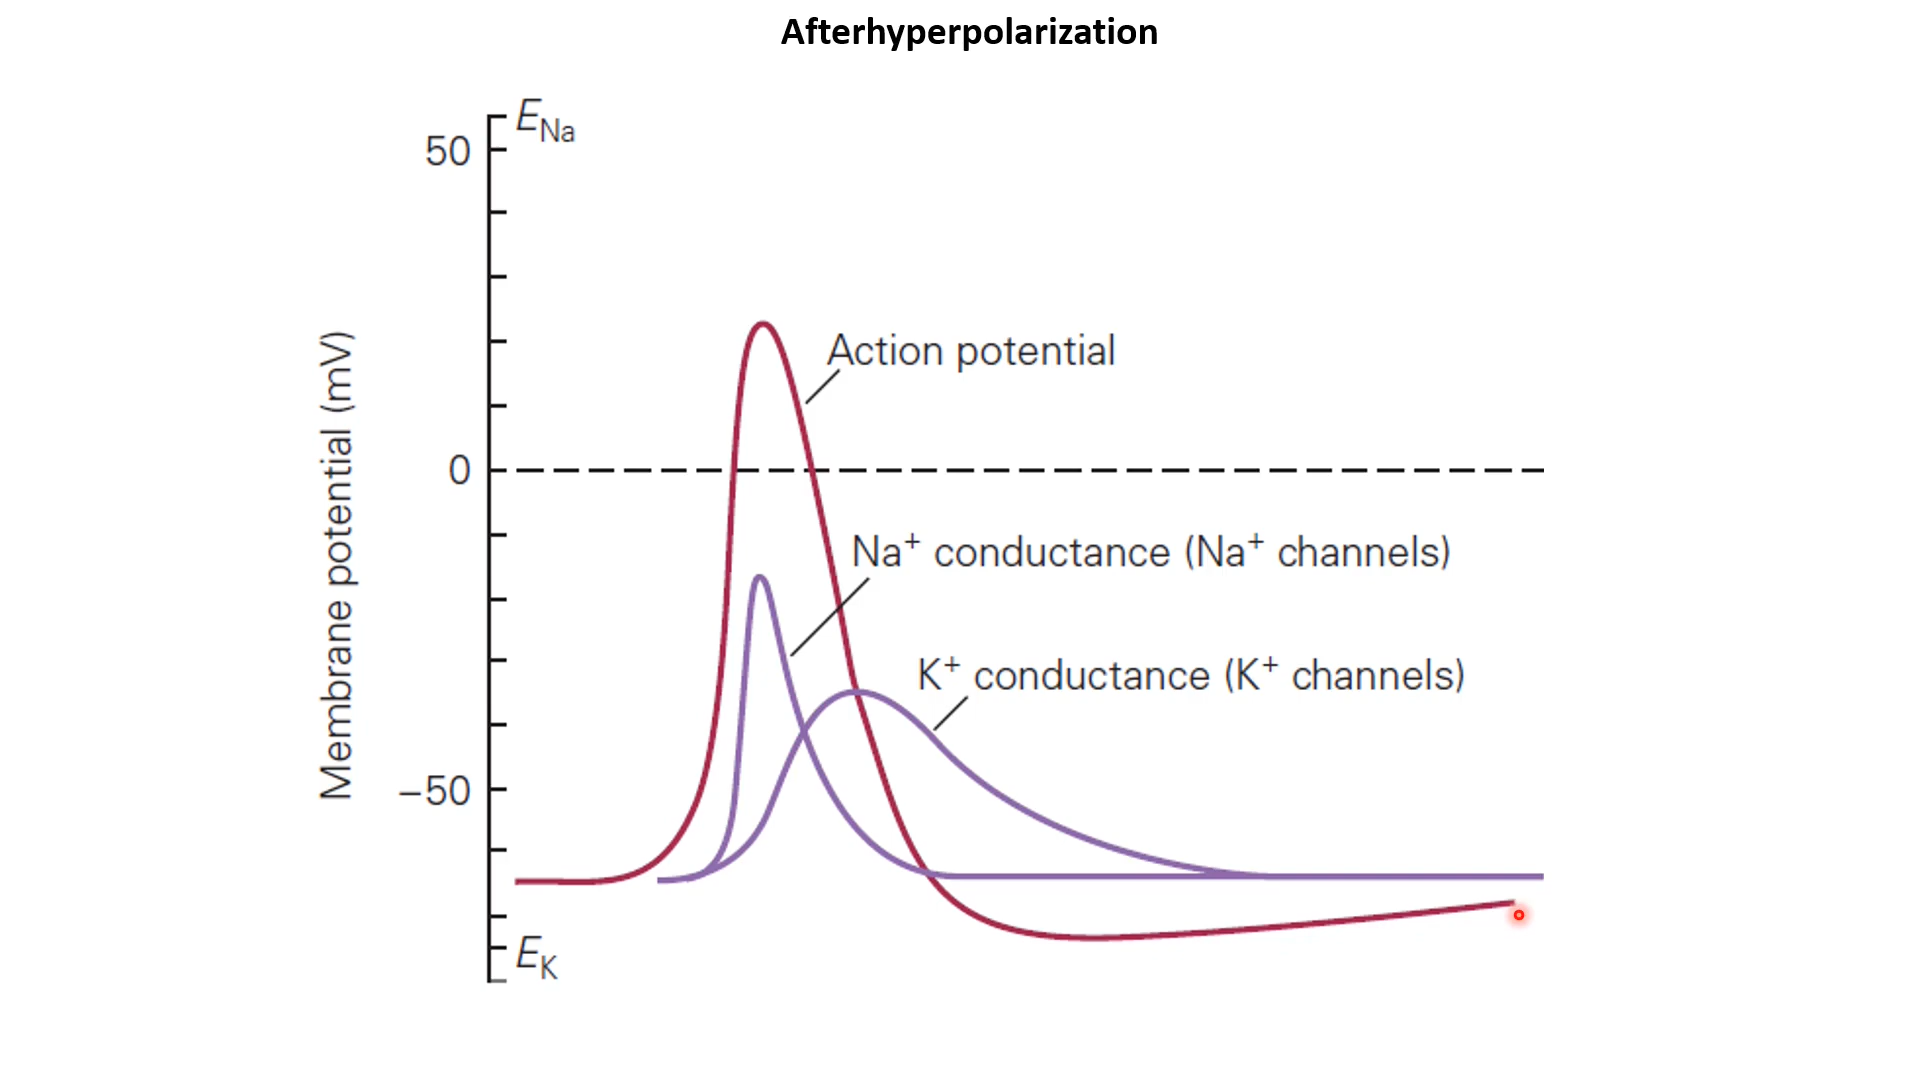 Afterhyperpolarization
E_Na
50
Action potential
0
Na⁺ conductance (Na⁺ channels)
K⁺ conductance (K⁺ channels)
−50
E_K
Membrane potential (mV)